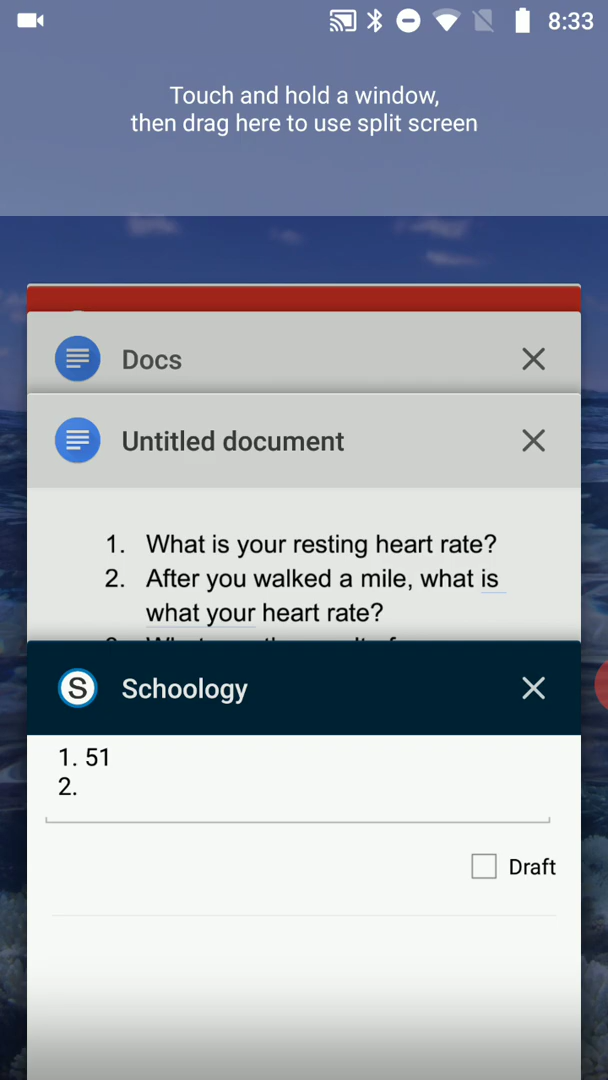 8:33
Touch and hold a window,
then drag here to use split screen
Docs
Untitled document
1. What is your resting heart rate?
2. After you walked a mile, what is
what your heart rate?
S Schoology
1. 51
2.
Draft